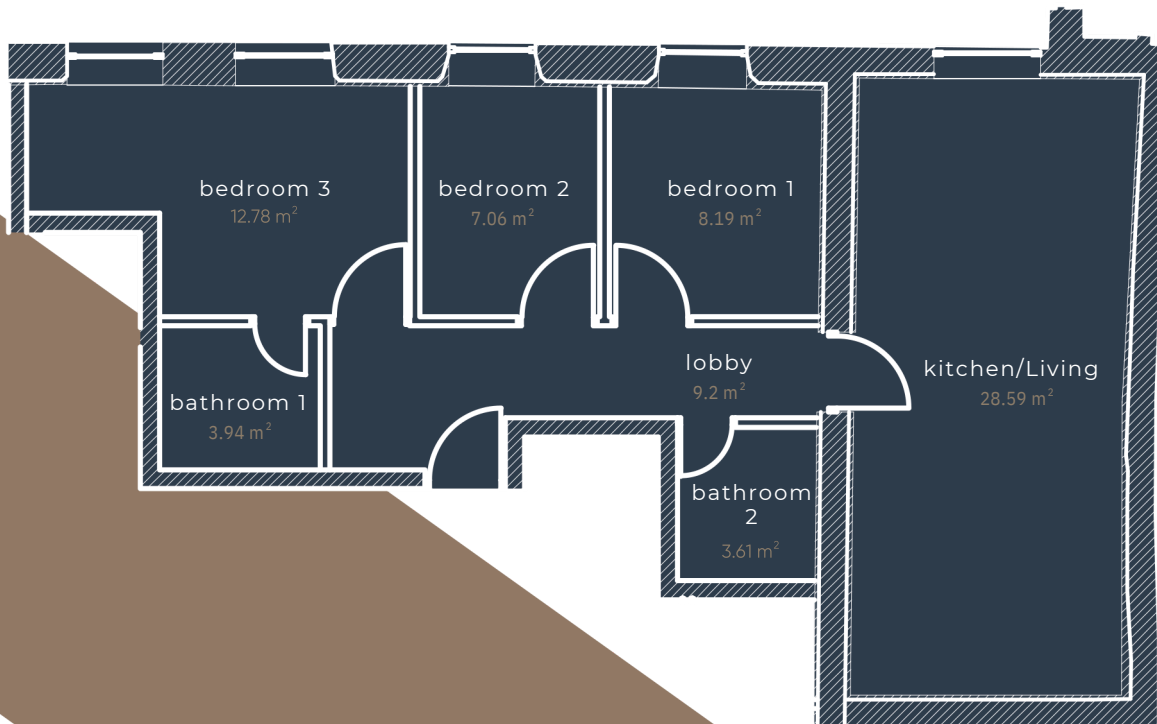 bedroom 3
12.78 m²
bedroom 2
7.06 m²
bedroom 1
8.19 m²
lobby
9.2 m²
kitchen/Living
28.59 m²
bathroom 1
3.94 m²
bathroom
2
3.61 m²